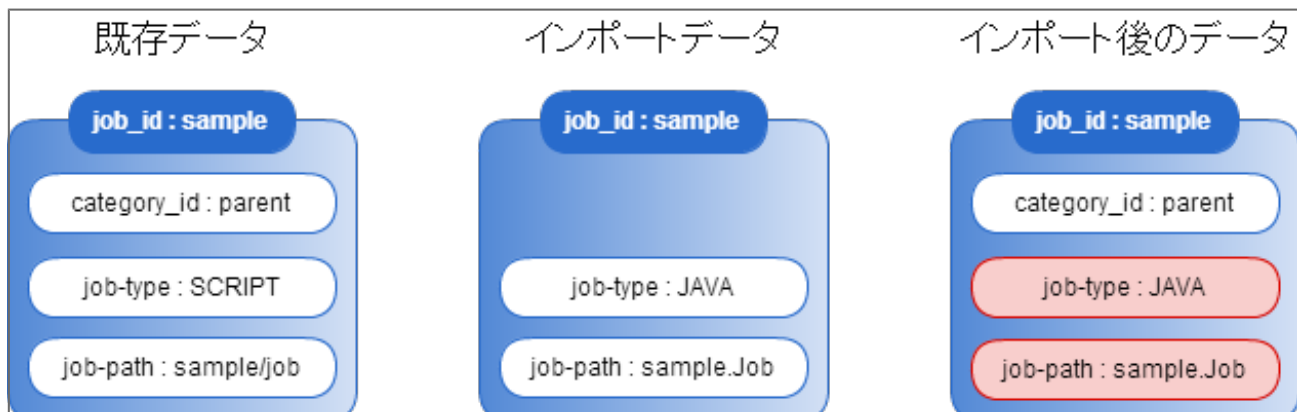 既存データ
インポートデータ
インポート後のデータ
job_id : sample
category_id : parent
job-type : SCRIPT
job-path : sample/job
job_id : sample
job-type : JAVA
job-path : sample.Job
job_id : sample
category_id : parent
job-type : JAVA
job-path : sample.Job